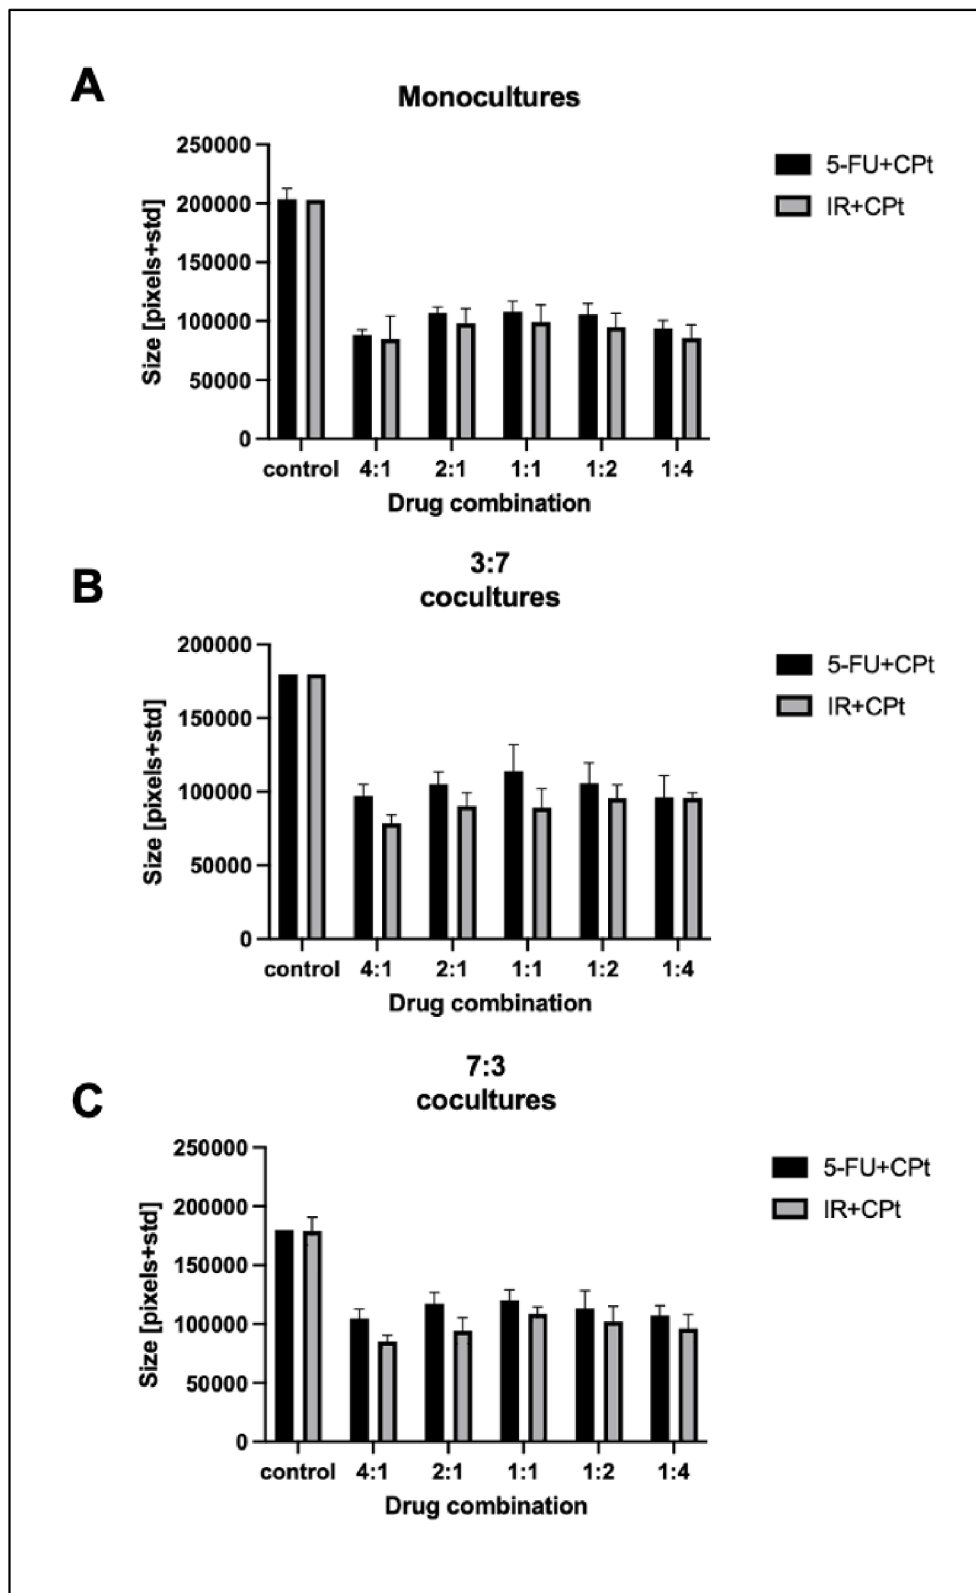 A
Monocultures
250000
200000
150000
100000
50000
0
Size [pixels+std]
control 4:1 2:1 1:1 1:2 1:4
Drug combination
5-FU+CPt
IR+CPt
B
3:7
cocultures
200000
150000
100000
50000
0
Size [pixels+std]
control 4:1 2:1 1:1 1:2 1:4
Drug combination
5-FU+CPt
IR+CPt
C
7:3
cocultures
250000
200000
150000
100000
50000
0
Size [pixels+std]
control 4:1 2:1 1:1 1:2 1:4
Drug combination
5-FU+CPt
IR+CPt